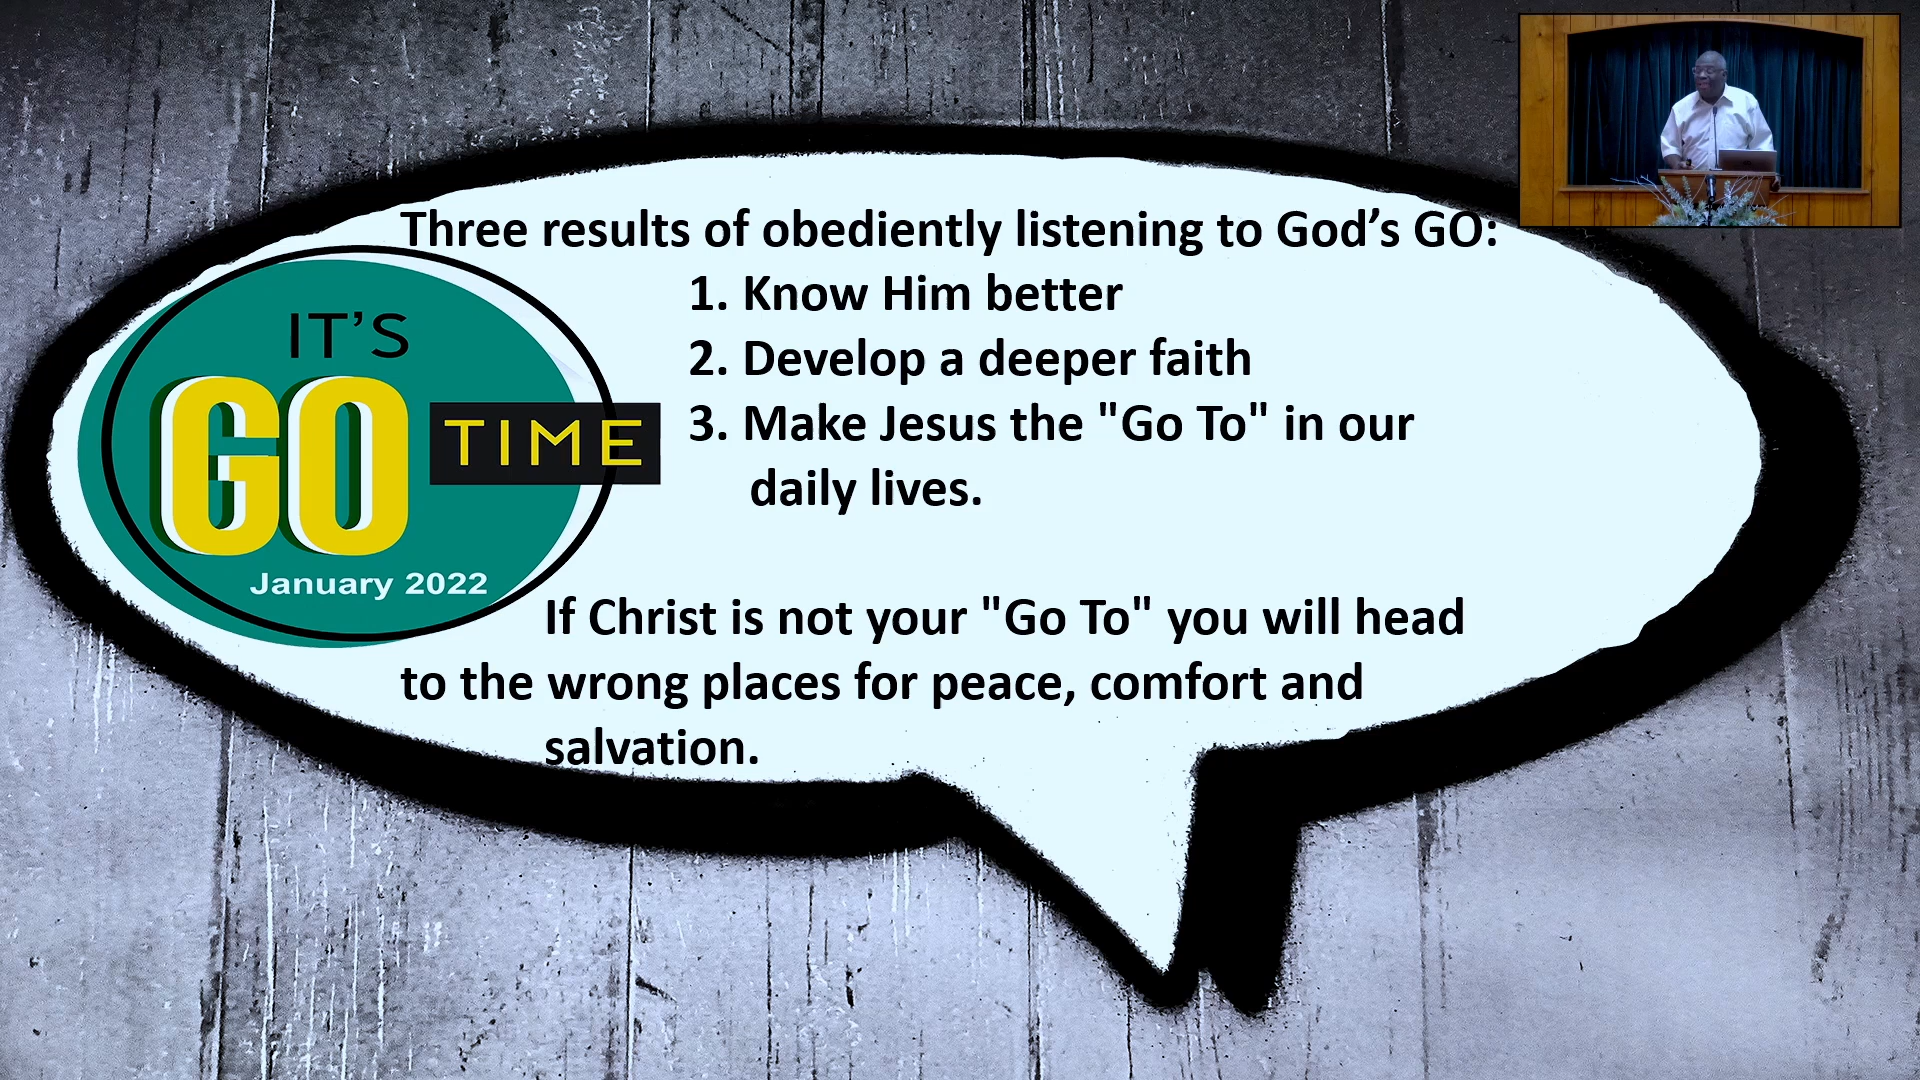 Three results of obediently listening to God’s GO:
1. Know Him better
2. Develop a deeper faith
3. Make Jesus the "Go To" in our
daily lives.
IT’S
GO
TIME
January 2022
If Christ is not your "Go To" you will head
to the wrong places for peace, comfort and
salvation.